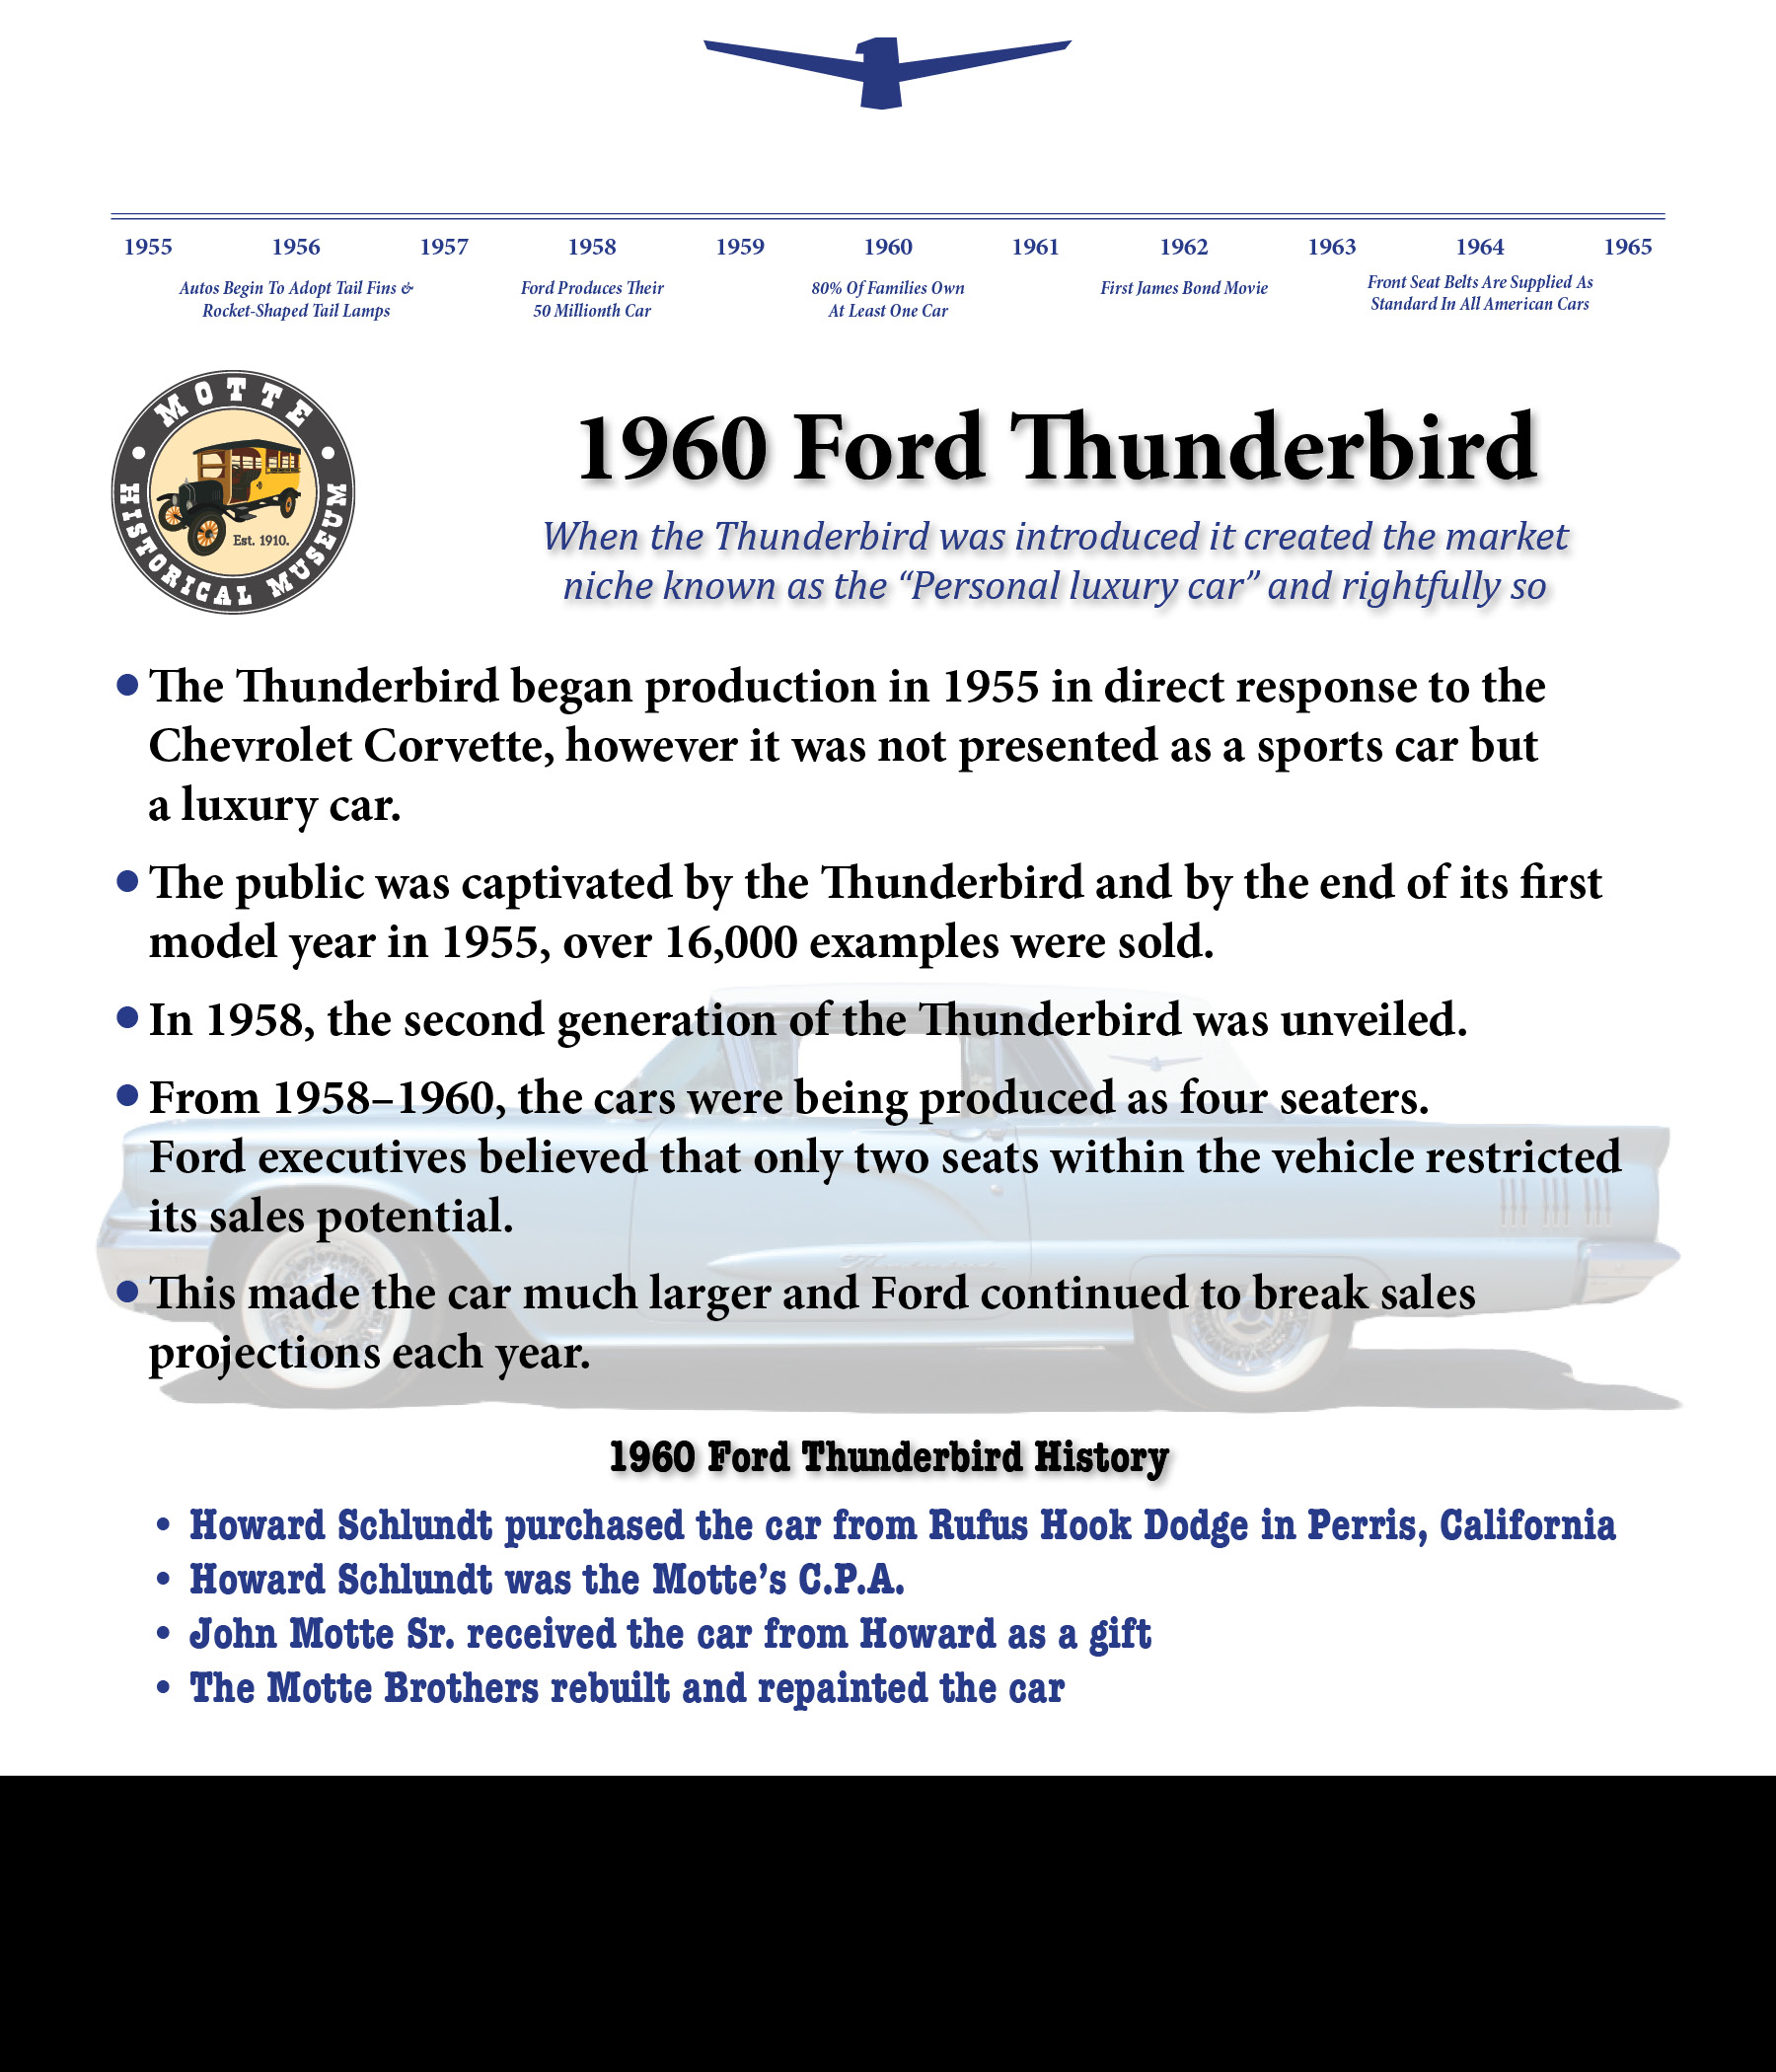 1955 1956 1957 1958 1959 1960 1961 1962 1963 1964 1965
Autos Begin To Adopt Tail Fins &
Rocket-Shaped Tail Lamps
Ford Produces Their
50 Millionth Car
80% Of Families Own
At Least One Car
First James Bond Movie
Front Seat Belts Are Supplied As
Standard In All American Cars
MOTTE
HISTORICAL MUSEUM
Est. 1910.
1960 Ford Thunderbird
When the Thunderbird was introduced it created the market
niche known as the “Personal luxury car” and rightfully so
• The Thunderbird began production in 1955 in direct response to the
Chevrolet Corvette, however it was not presented as a sports car but
a luxury car.
• The public was captivated by the Thunderbird and by the end of its first
model year in 1955, over 16,000 examples were sold.
• In 1958, the second generation of the Thunderbird was unveiled.
• From 1958–1960, the cars were being produced as four seaters.
Ford executives believed that only two seats within the vehicle restricted
its sales potential.
• This made the car much larger and Ford continued to break sales
projections each year.
Thunderbird
1960 Ford Thunderbird History
• Howard Schlundt purchased the car from Rufus Hook Dodge in Perris, California
• Howard Schlundt was the Motte’s C.P.A.
• John Motte Sr. received the car from Howard as a gift
• The Motte Brothers rebuilt and repainted the car